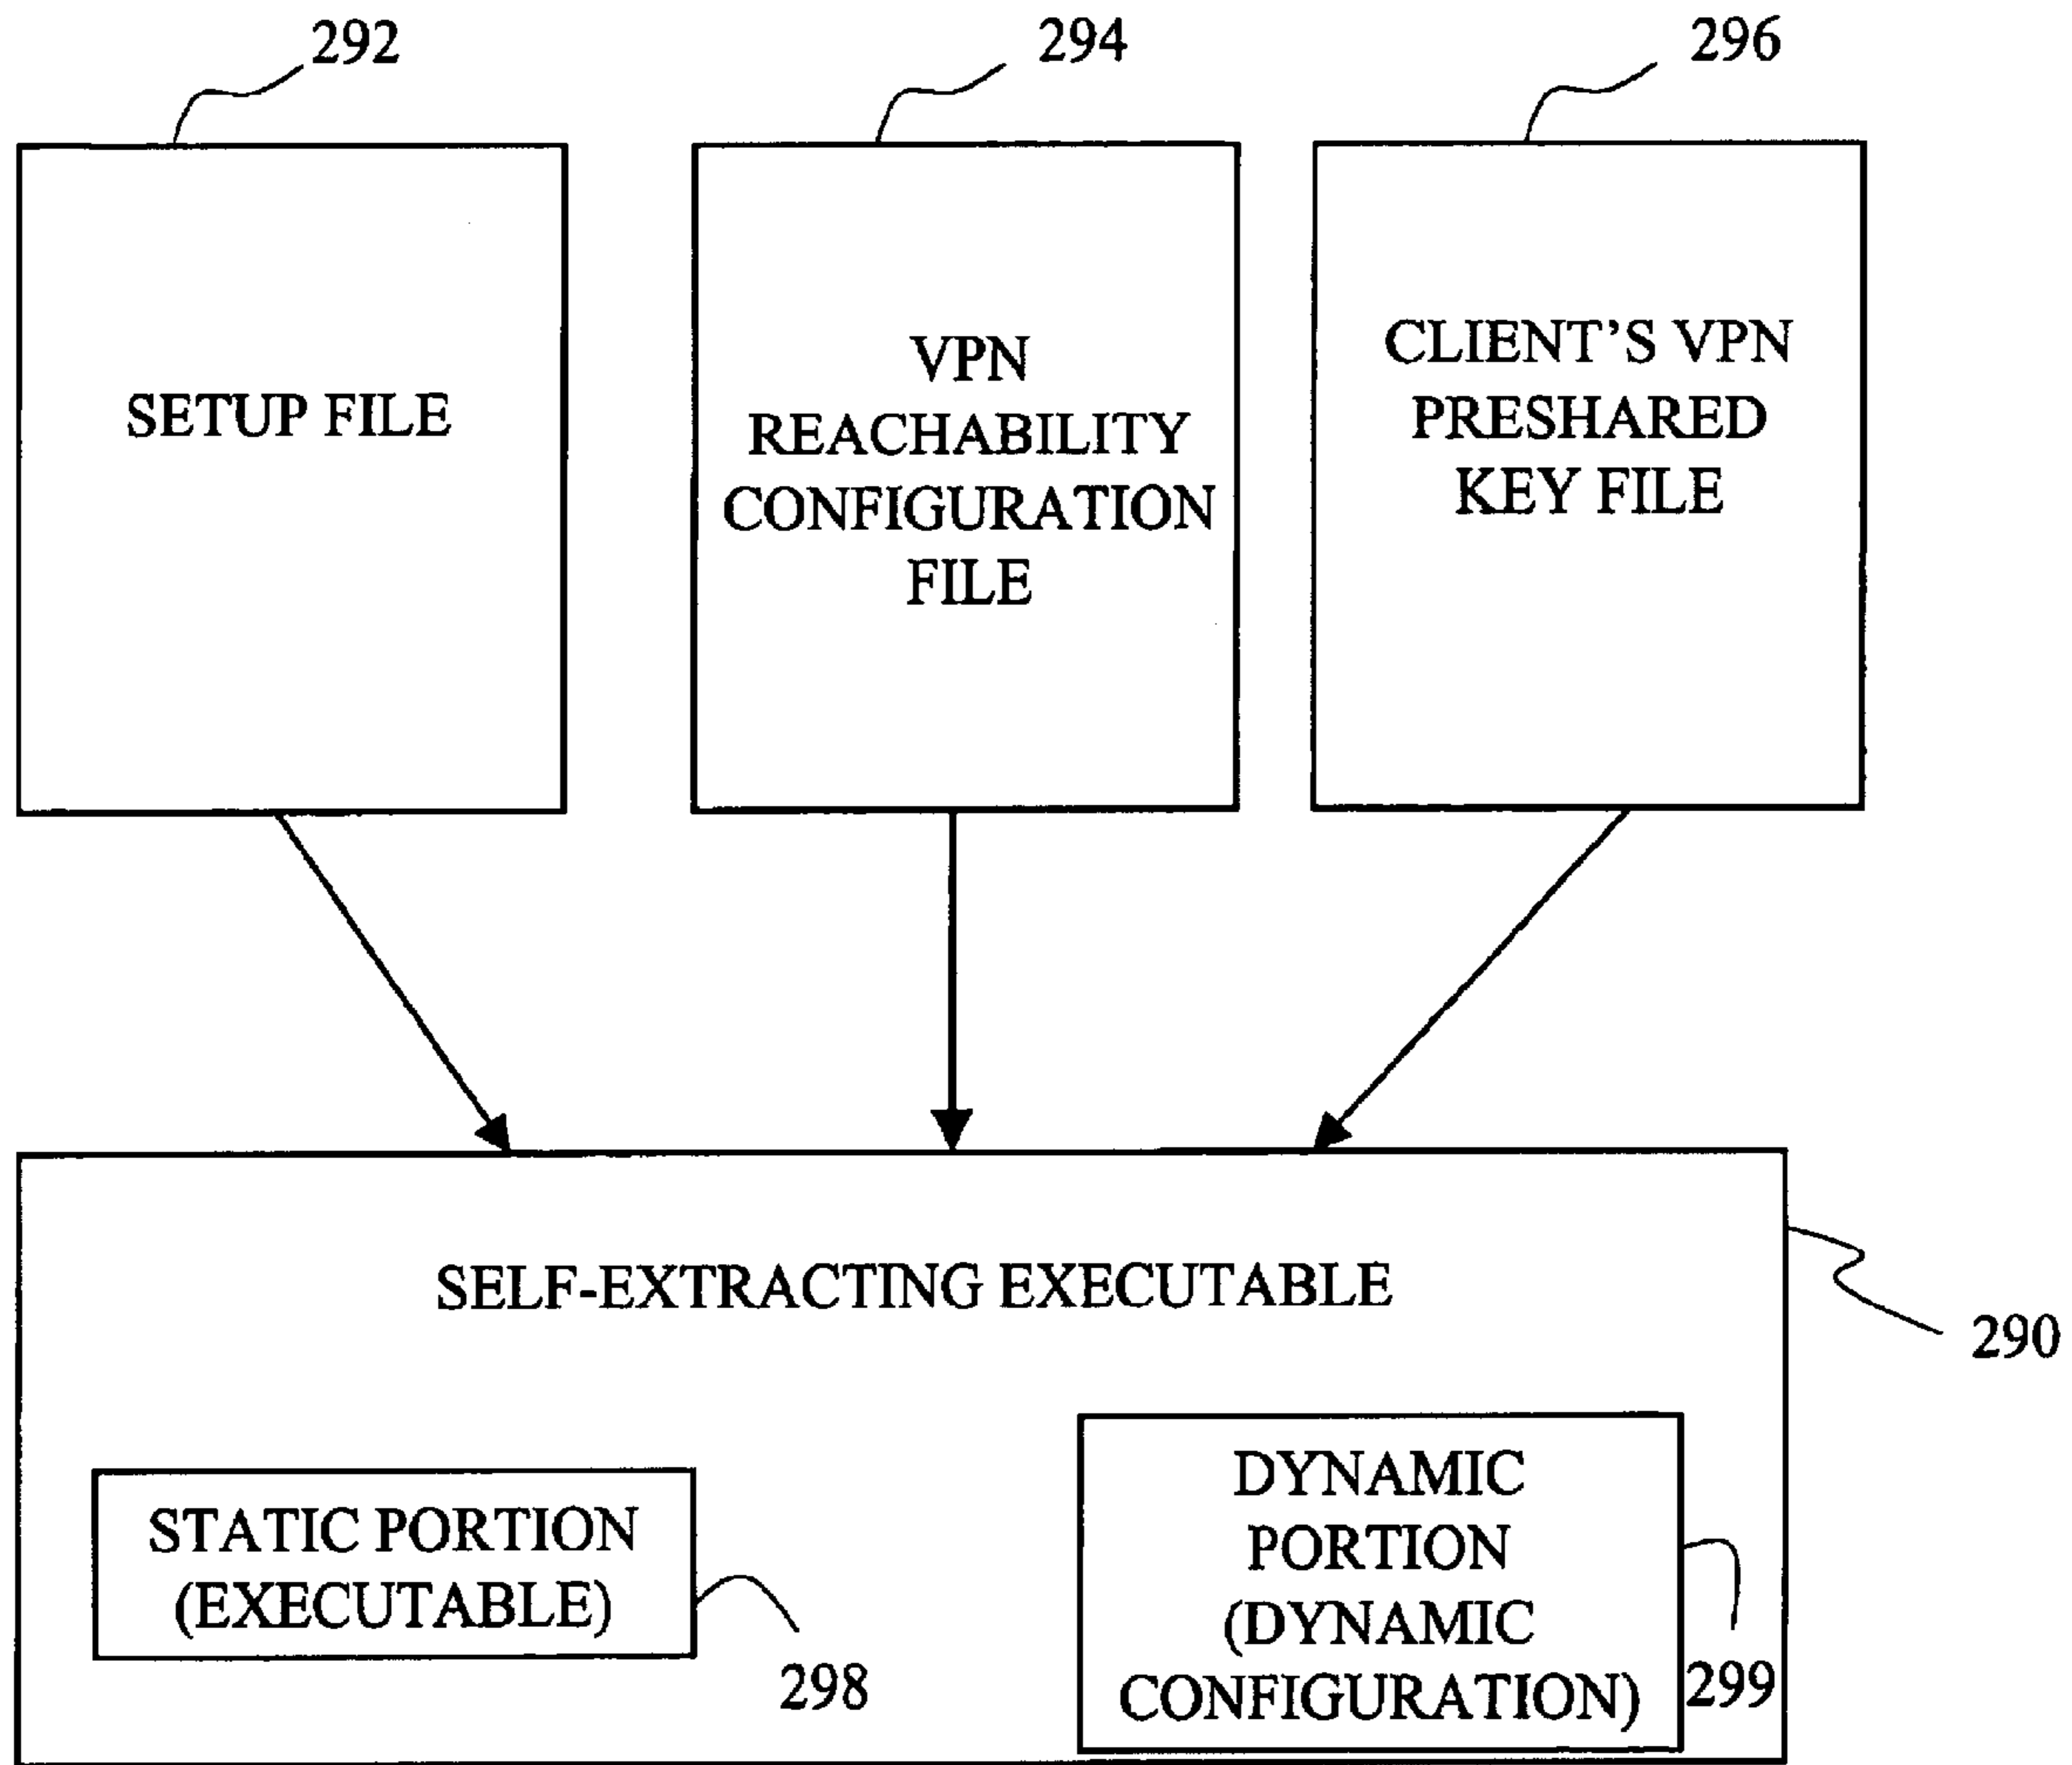 292
294
296
SETUP FILE
VPN
REACHABILITY
CONFIGURATION
FILE
CLIENT'S VPN
PRESHARED
KEY FILE
SELF-EXTRACTING EXECUTABLE
290
STATIC PORTION
(EXECUTABLE)
298
DYNAMIC
PORTION
(DYNAMIC
CONFIGURATION)
299